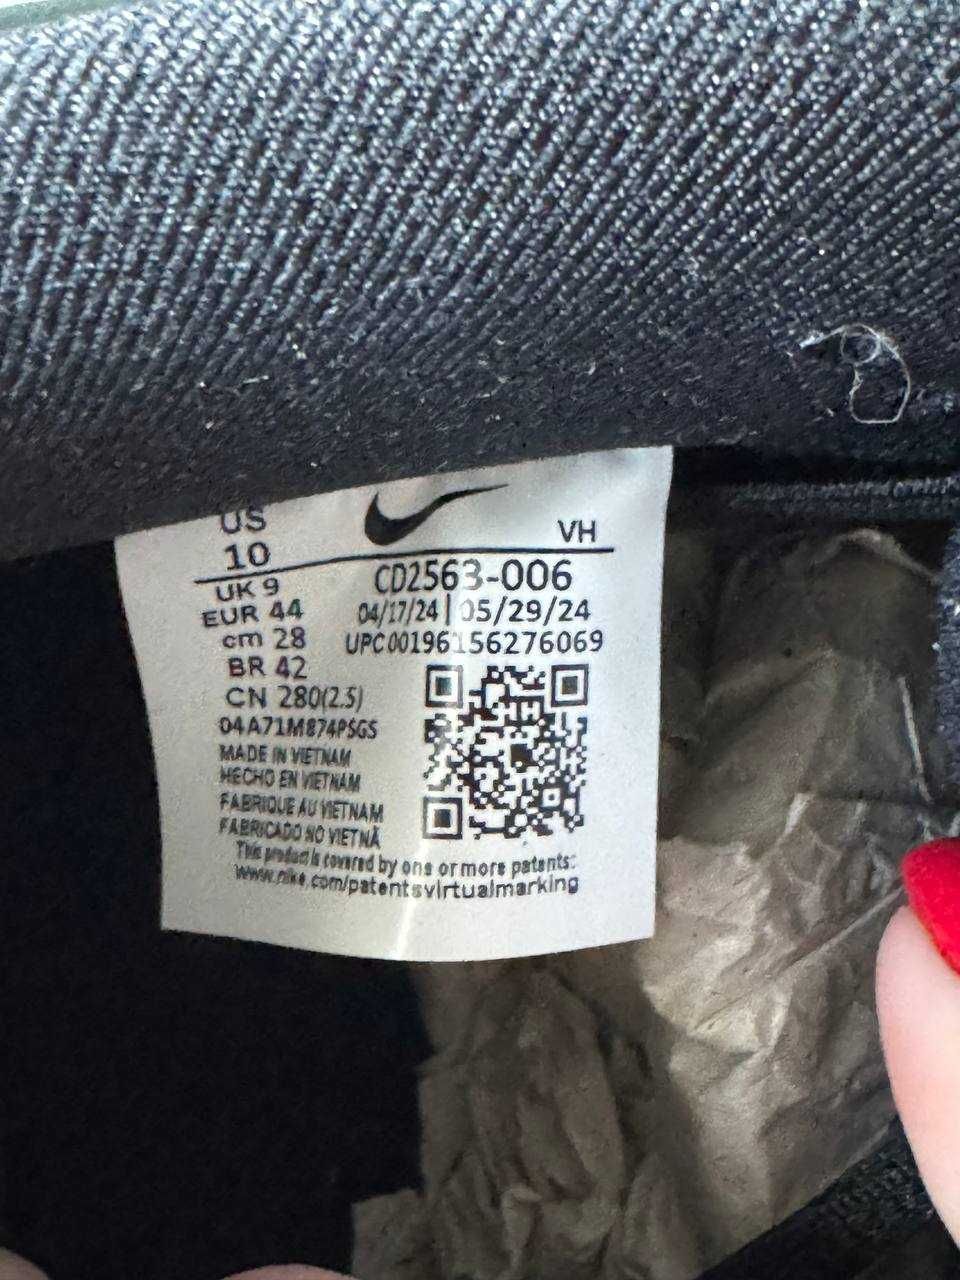 US
10
VH
UK 9
EUR 44
cm 28
BR 42
CN 280(2.5)
04A71M874PSGS
MADE IN VIETNAM
HECHO EN VIETNAM
FABRIQUE AU VIETNAM
FABRICADO NO VIETNÃ
CD2563-006
04/17/24 | 05/29/24
UPC00196156276069
This product is covered by one or more patents:
www.nike.com/patentsvirtualmarking